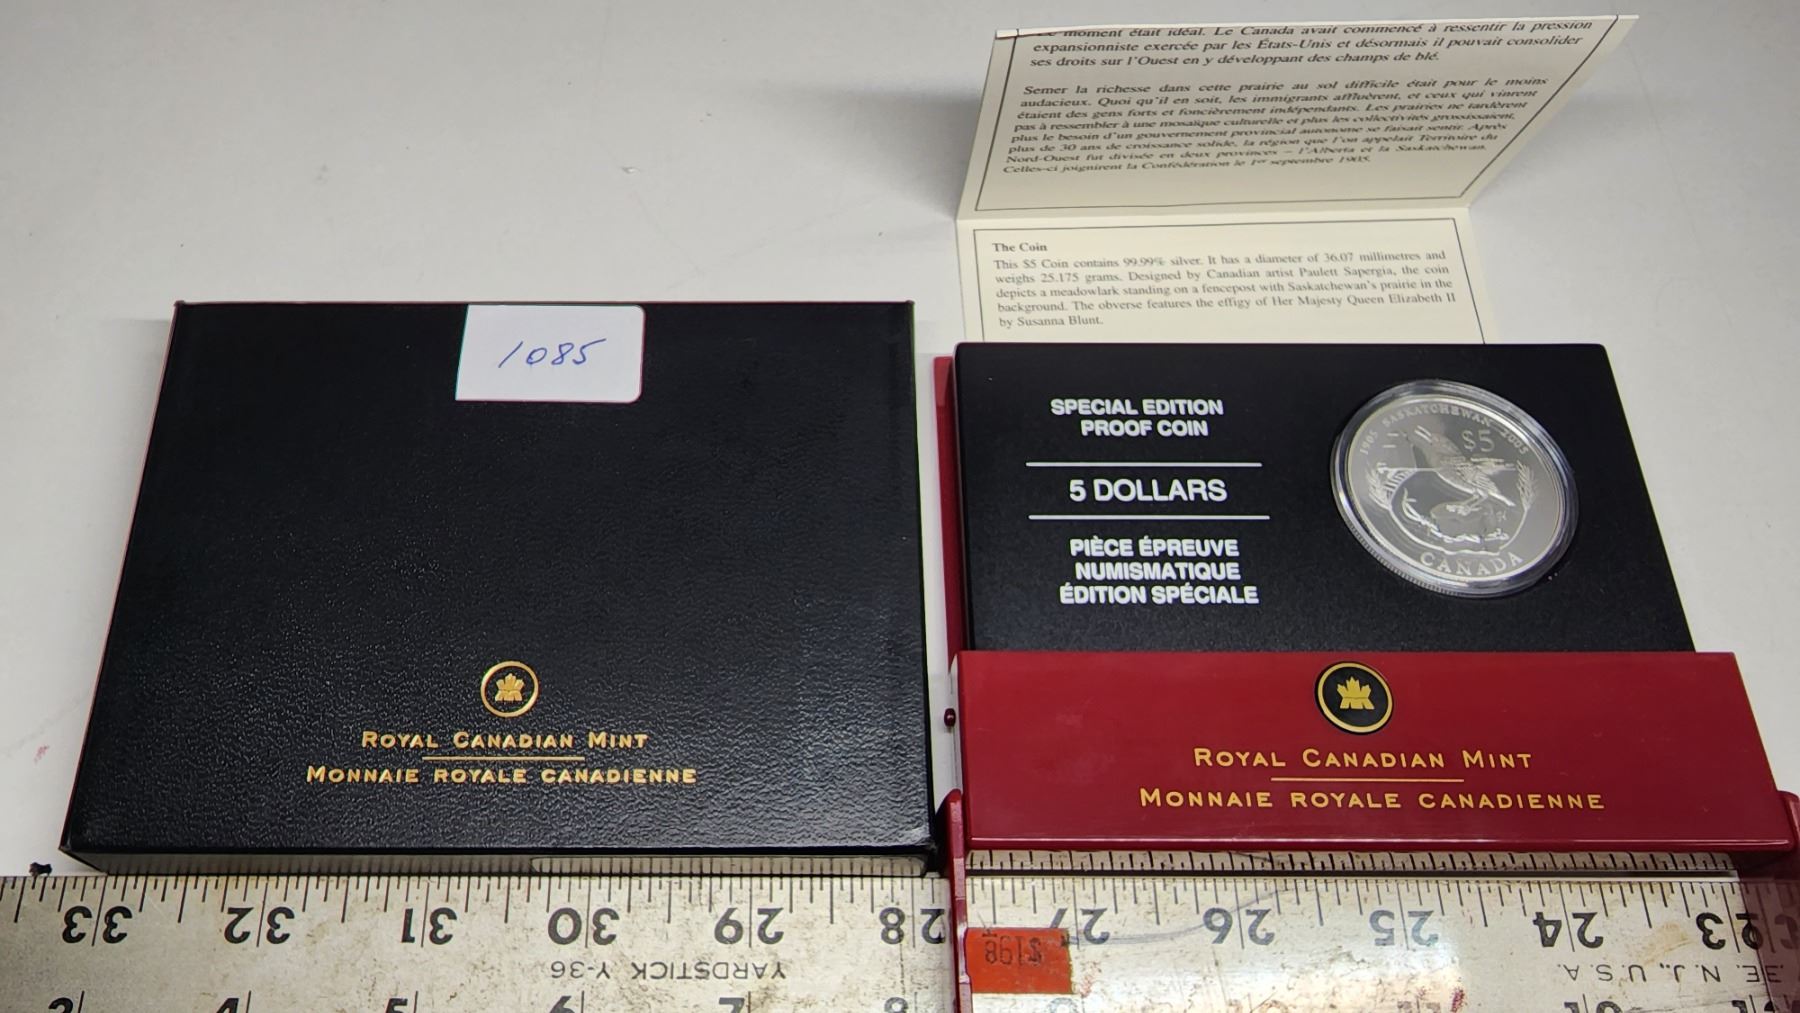 Le moment était idéal. Le Canada avait commencé à ressentir la pression
expansionniste exercée par les États-Unis et désormais il pouvait consolider
ses droits sur l'Ouest en y développant des champs de blé.
Semer la richesse dans cette prairie au sol difficile était pour le moins
audacieux. Quoi qu'il en soit, les immigrants affluèrent, et ceux qui vinrent
étaient des gens forts et foncièrement indépendants. Les prairies ne tardèrent
pas à ressembler à une mosaïque culturelle et plus les collectivités grossissaient,
plus le besoin d'un gouvernement provincial autonome se faisait sentir. Après
plus de 30 ans de croissance solide, la région que l'on appelait Territoire du
Nord-Ouest fut divisée en deux provinces – l'Alberta et la Saskatchewan.
Celles-ci joignirent la Confédération le 1er septembre 1905.
The Coin
This $5 Coin contains 99.99% silver. It has a diameter of 36.07 millimetres and
weighs 25.175 grams. Designed by Canadian artist Paulett Sapergia, the coin
depicts a meadowlark standing on a fencepost with Saskatchewan's prairie in the
background. The obverse features the effigy of Her Majesty Queen Elizabeth II
by Susanna Blunt.
1085
ROYAL CANADIAN MINT
MONNAIE ROYALE CANADIENNE
SPECIAL EDITION
PROOF COIN
5 DOLLARS
PIÈCE ÉPREUVE
NUMISMATIQUE
ÉDITION SPÉCIALE
1905 SASKATCHEWAN 2005
$5
CANADA
ROYAL CANADIAN MINT
MONNAIE ROYALE CANADIENNE
33 32 31 30 29 28 27 26 25 24 23
$198
YARDSTICK Y-36
E. N.J., U.S.A.